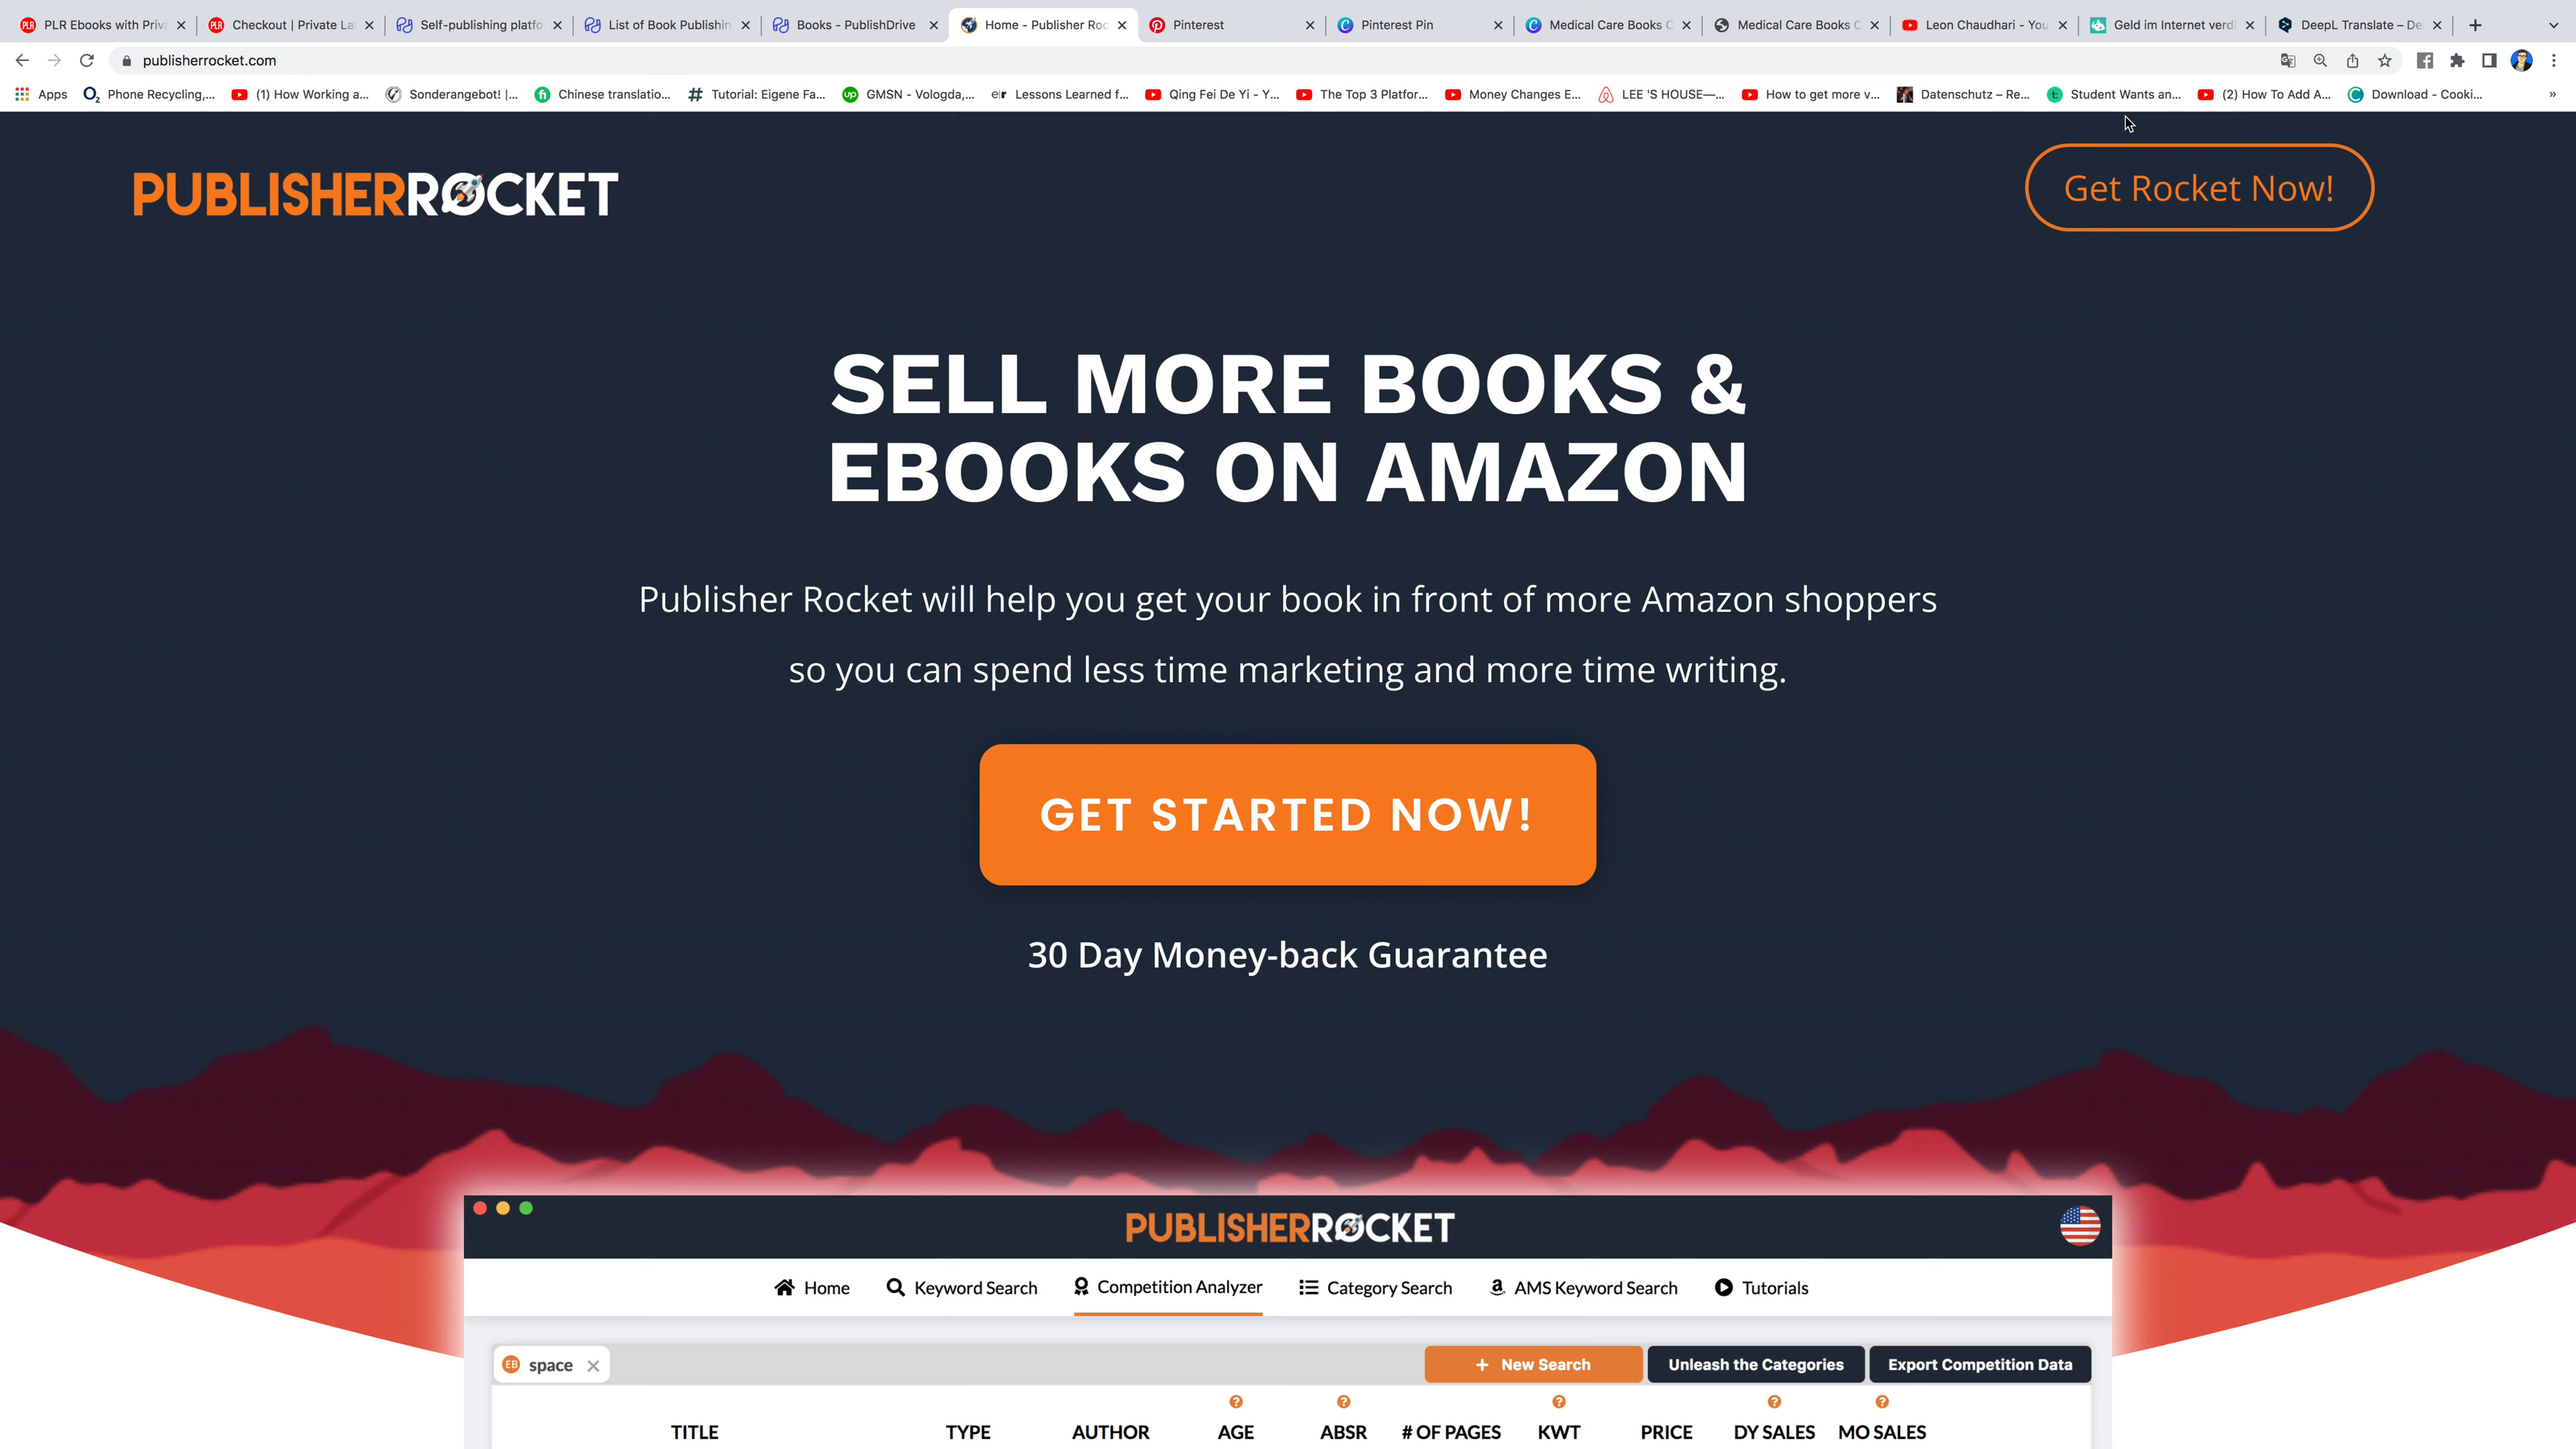 PLR Ebooks with Priva
Checkout | Private La
Self-publishing platfo
List of Book Publishin
Books - PublishDrive
Home - Publisher Roc
Pinterest
Pinterest Pin
Medical Care Books C
Medical Care Books C
Leon Chaudhari - You
Geld im Internet verdi
DeepL Translate – De
publisherrocket.com
Apps
Phone Recycling,...
(1) How Working a...
Sonderangebot! |...
Chinese translatio...
Tutorial: Eigene Fa...
GMSN - Vologda,...
Lessons Learned f...
Qing Fei De Yi - Y...
The Top 3 Platfor...
Money Changes E...
LEE 'S HOUSE—...
How to get more v...
Datenschutz – Re...
Student Wants an...
(2) How To Add A...
Download - Cooki...
PUBLISHERROCKET
Get Rocket Now!
SELL MORE BOOKS &
EBOOKS ON AMAZON
Publisher Rocket will help you get your book in front of more Amazon shoppers
so you can spend less time marketing and more time writing.
GET STARTED NOW!
30 Day Money-back Guarantee
PUBLISHERROCKET
Home
Keyword Search
Competition Analyzer
Category Search
AMS Keyword Search
Tutorials
EB space
+ New Search
Unleash the Categories
Export Competition Data
TITLE
TYPE
AUTHOR
AGE
ABSR
# OF PAGES
KWT
PRICE
DY SALES
MO SALES